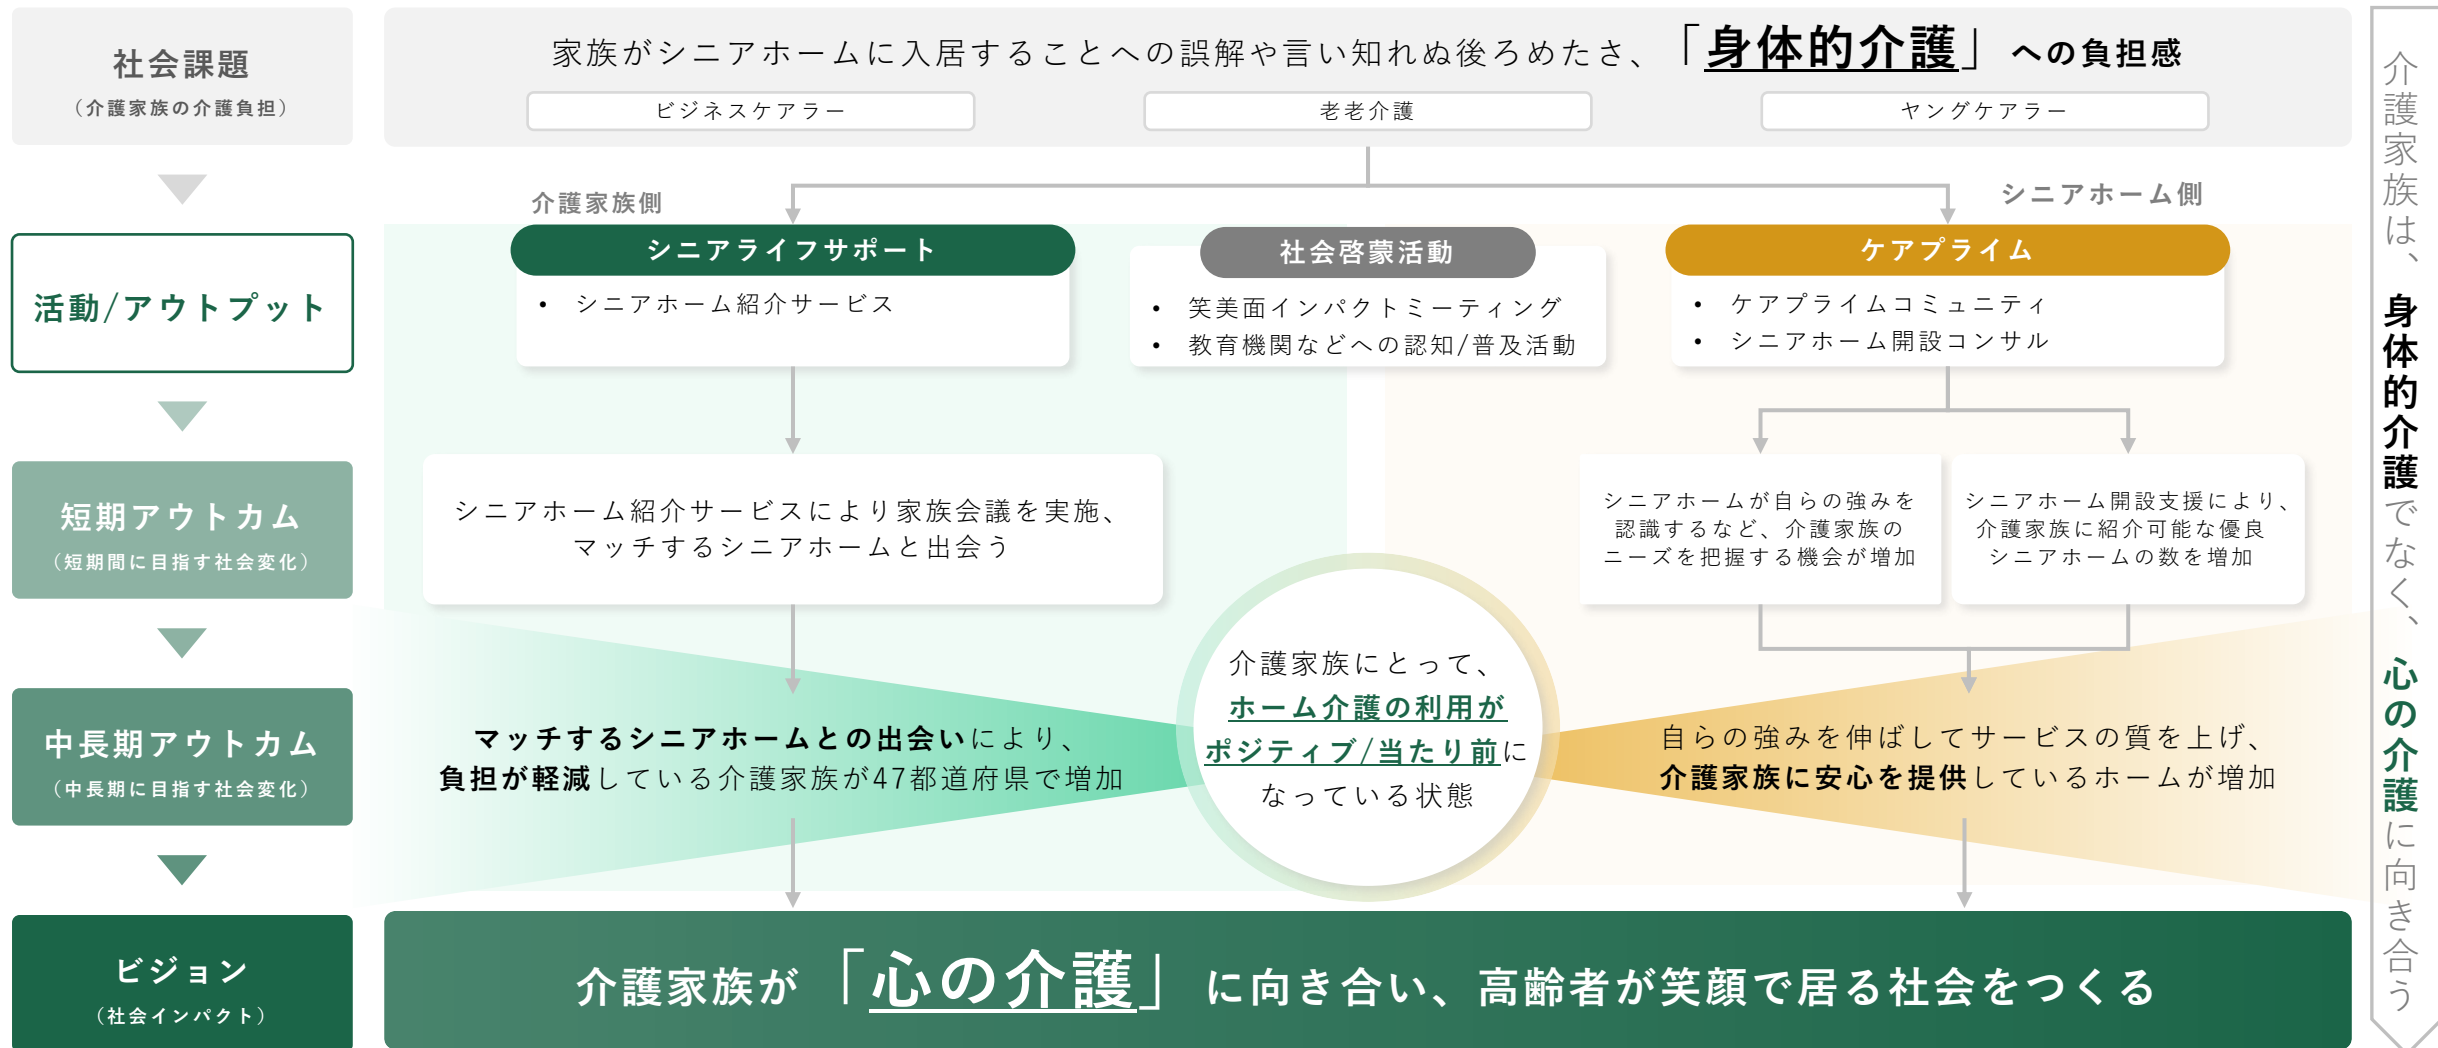 社会課題
（介護家族の介護負担）
家族がシニアホームに入居することへの誤解や言い知れぬ後ろめたさ、「身体的介護」への負担感
ビジネスケアラー
老老介護
ヤングケアラー
介護家族側
シニアホーム側
活動/アウトプット
シニアライフサポート
• シニアホーム紹介サービス
社会啓蒙活動
• 笑美面インパクトミーティング
• 教育機関などへの認知/普及活動
ケアプライム
• ケアプライムコミュニティ
• シニアホーム開設コンサル
短期アウトカム
（短期間に目指す社会変化）
シニアホーム紹介サービスにより家族会議を実施、
マッチするシニアホームと出会う
シニアホームが自らの強みを
認識するなど、介護家族の
ニーズを把握する機会が増加
シニアホーム開設支援により、
介護家族に紹介可能な優良
シニアホームの数を増加
中長期アウトカム
（中長期に目指す社会変化）
マッチするシニアホームとの出会いにより、
負担が軽減している介護家族が47都道府県で増加
介護家族にとって、
ホーム介護の利用が
ポジティブ/当たり前に
なっている状態
自らの強みを伸ばしてサービスの質を上げ、
介護家族に安心を提供しているホームが増加
ビジョン
（社会インパクト）
介護家族が「心の介護」に向き合い、高齢者が笑顔で居る社会をつくる
介護家族は、身体的介護でなく、心の介護に向き合う